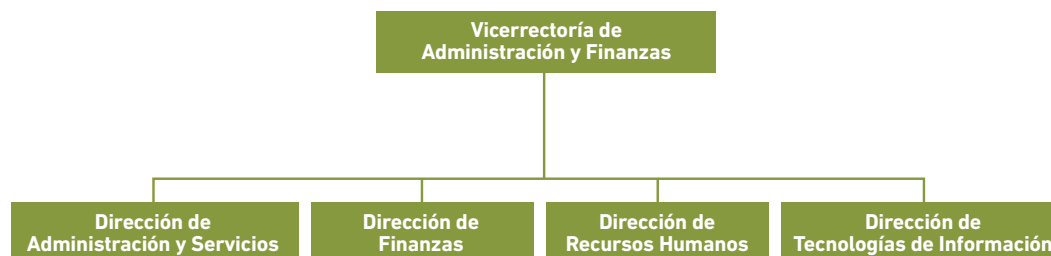 Vicerrectoría de
Administración y Finanzas
Dirección de
Administración y Servicios
Dirección de
Finanzas
Dirección de
Recursos Humanos
Dirección de
Tecnologías de Información